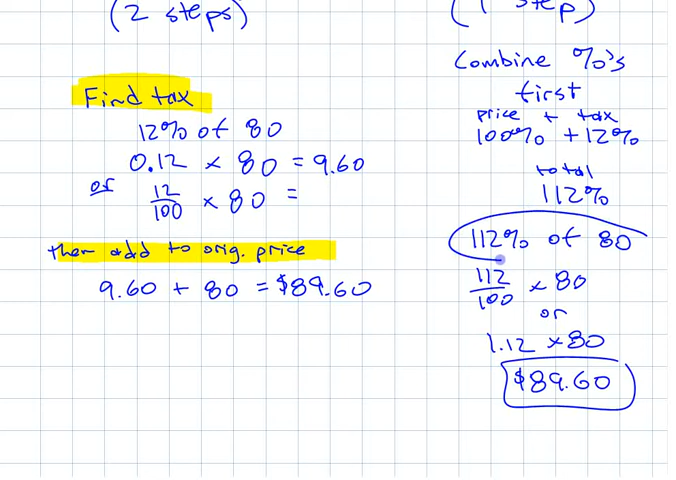 (2 steps)
Find tax
12% of 80
0.12 × 80 = 9.60
or 12/100 × 80 =
then add to orig. price
9.60 + 80 = $89.60
(1 step)
Combine %'s
first
price + tax
100% + 12%
total
112%
112% of 80
112/100 × 80
or
1.12 × 80
$89.60